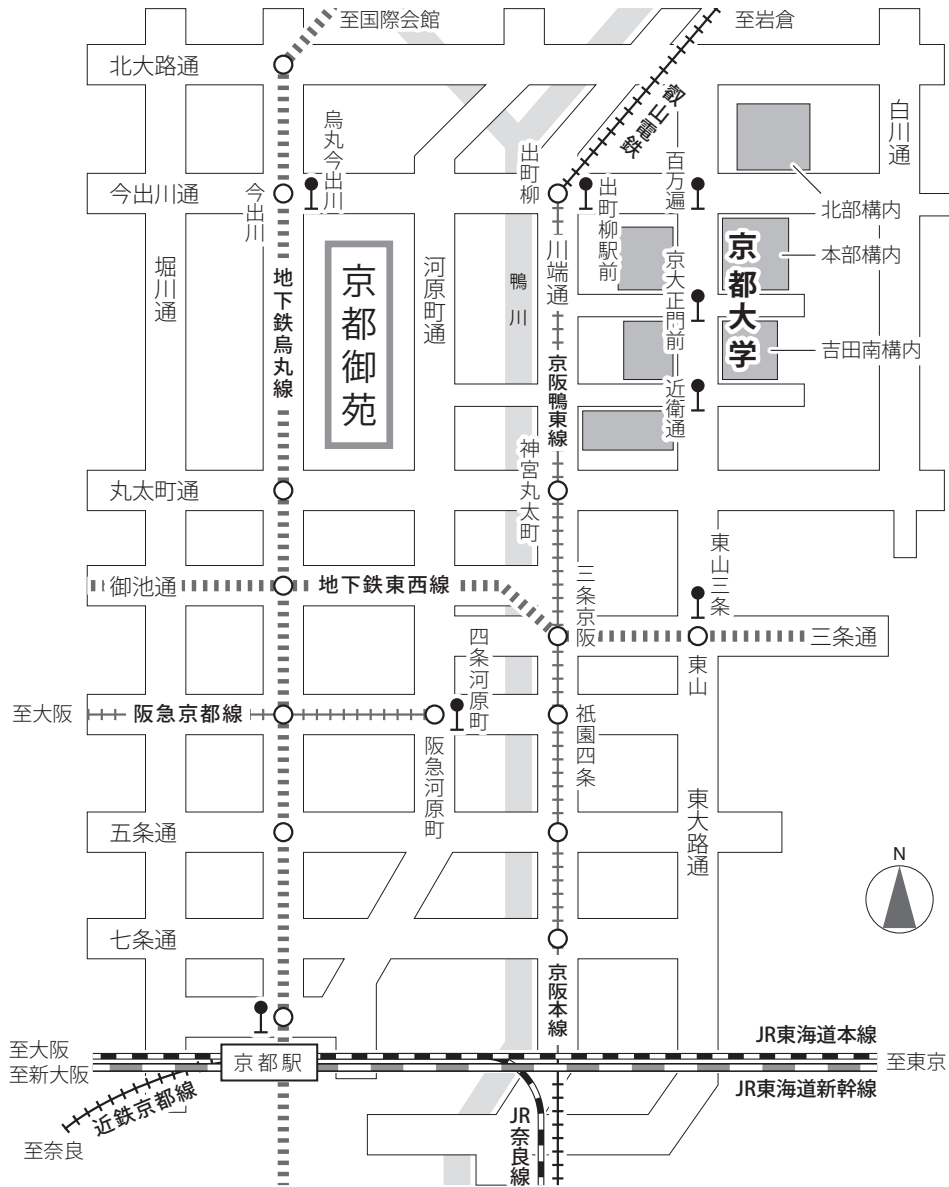 至国際会館
至岩倉
北大路通
叡山電鉄
白川通
烏丸今出川
出町柳
百万遍
今出川通
今出川
出町柳駅前
北部構内
堀川通
地下鉄烏丸線
京都御苑
河原町通
鴨川
川端通
京大正門前
京都大学
本部構内
吉田南構内
京阪鴨東線
近衛通
丸太町通
神宮丸太町
御池通
地下鉄東西線
三条京阪
東山三条
三条通
東山
四条河原町
至大阪
阪急京都線
阪急河原町
祇園四条
五条通
東大路通
N
七条通
京阪本線
JR東海道本線
至大阪
至新大阪
京都駅
至東京
JR東海道新幹線
近鉄京都線
至奈良
JR奈良線